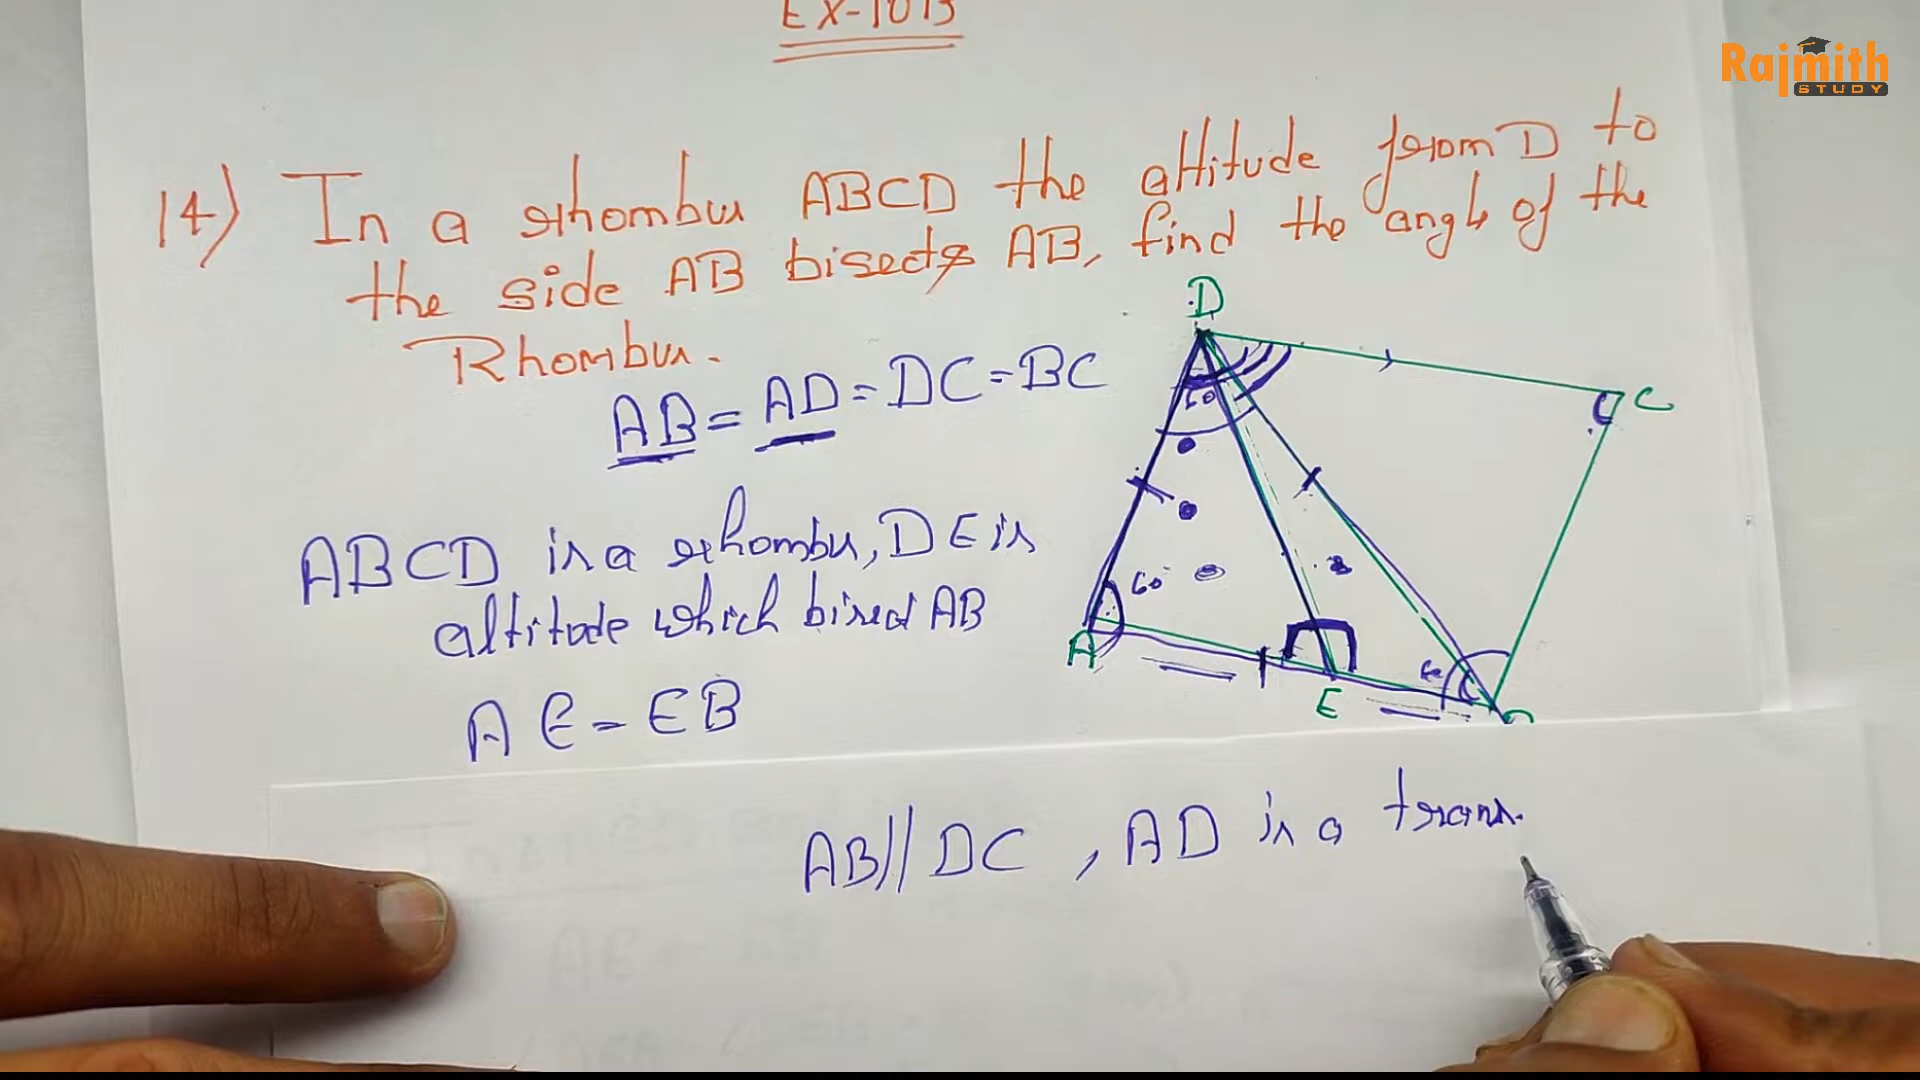 EX-10B
Rajmith
STUDY
14) In a rhombus ABCD the altitude from D to
the side AB bisects AB, find the angle of the
Rhombus.
AB = AD = DC = BC
ABCD is a rhombus, DE is
altitude which bisect AB
AE = EB
D
C
60
60°
A
E
60
AB // DC , AD is a trans.